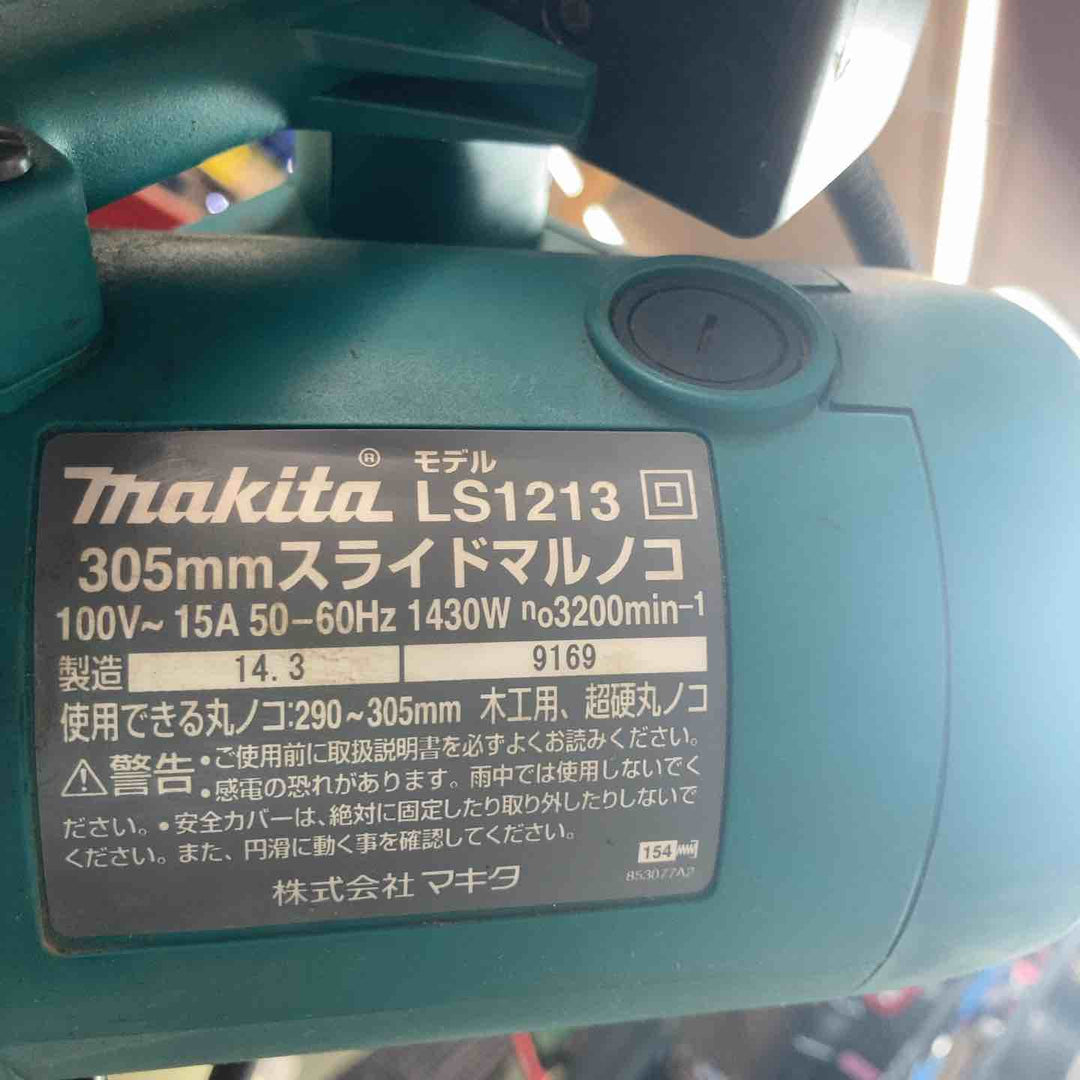 makita® モデル LS1213
305mmスライドマルノコ
100V~ 15A 50-60Hz 1430W no3200min-1
製造 14.3 9169
使用できる丸ノコ:290~305mm 木工用、超硬丸ノコ
警告 •ご使用前に取扱説明書を必ずよくお読みください。
•感電の恐れがあります。雨中では使用しないでく
ださい。•安全カバーは、絶対に固定したり取り外したりしないで
ください。また、円滑に動く事を確認してください。
154
株式会社 マキタ
853077A2